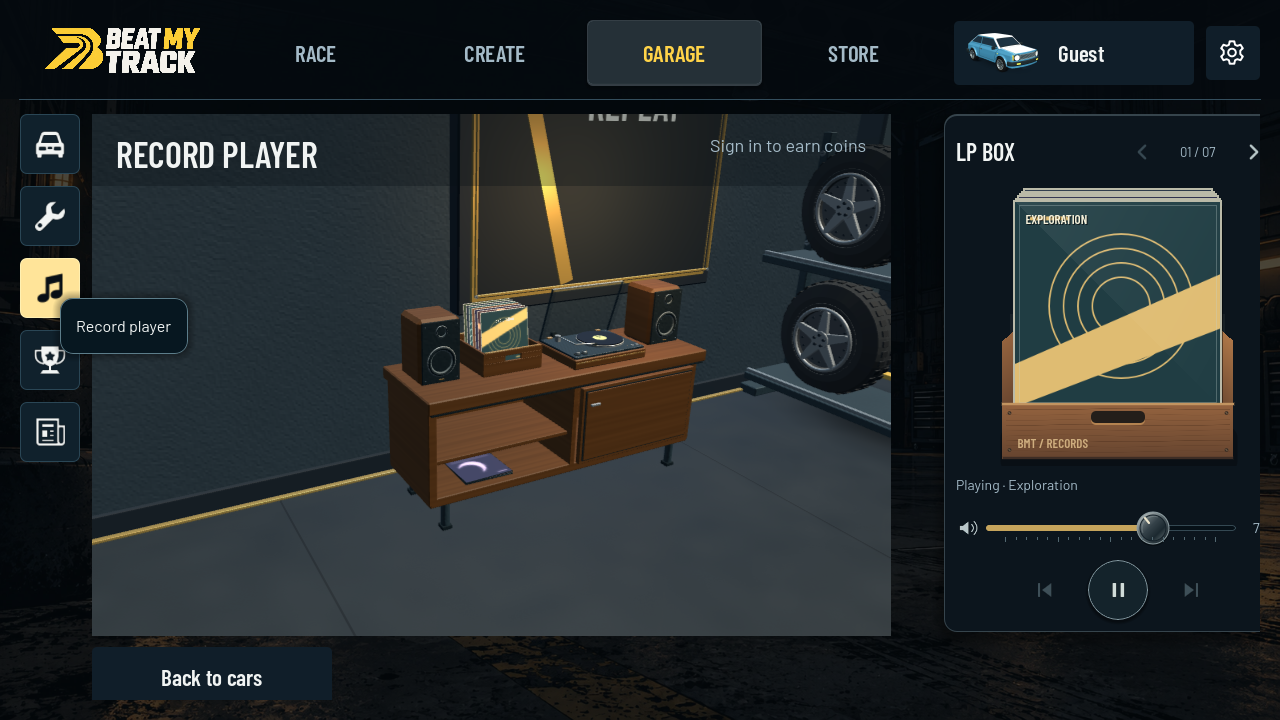 BEAT MY
TRACK
RACE
CREATE
GARAGE
STORE
Guest
RECORD PLAYER
Sign in to earn coins
Record player
Back to cars
LP BOX
01 / 07
EXPLORATION
BMT / RECORDS
Playing · Exploration